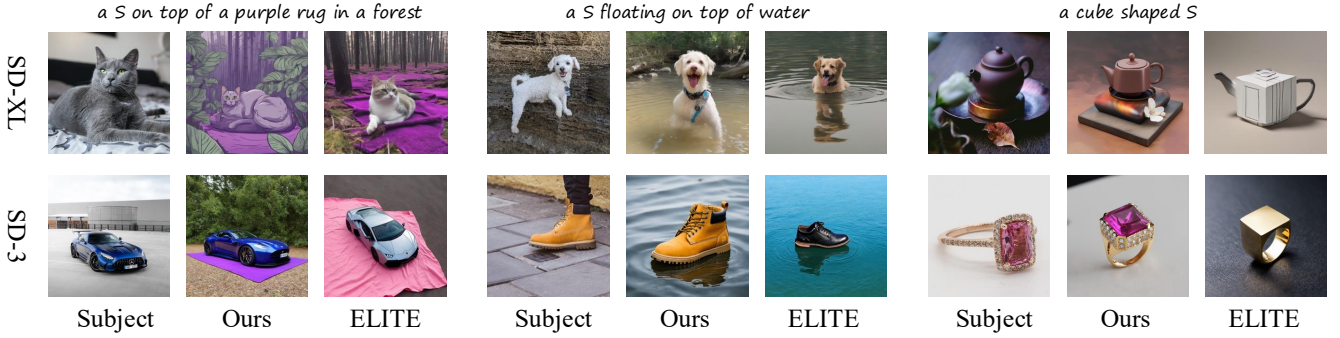 a S on top of a purple rug in a forest
a S floating on top of water
a cube shaped S
SD-XL
SD-3
Subject
Ours
ELITE
Subject
Ours
ELITE
Subject
Ours
ELITE